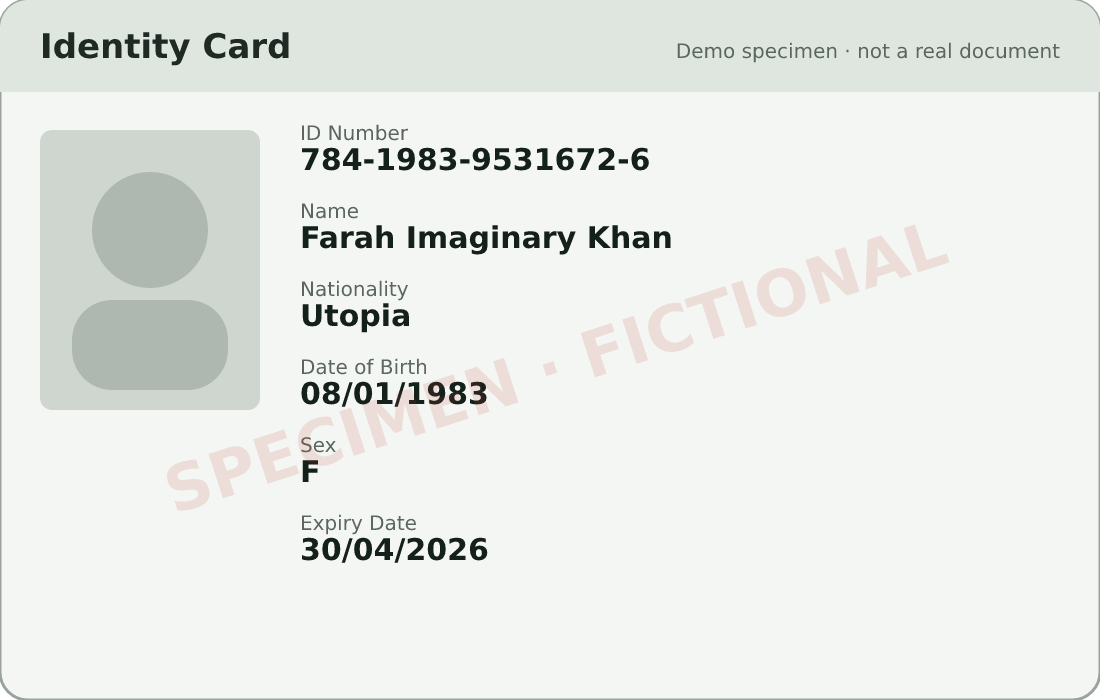 Identity Card
Demo specimen · not a real document
ID Number
784-1983-9531672-6
Name
Farah Imaginary Khan
Nationality
Utopia
Date of Birth
08/01/1983
Sex
F
Expiry Date
30/04/2026
SPECIMEN · FICTIONAL